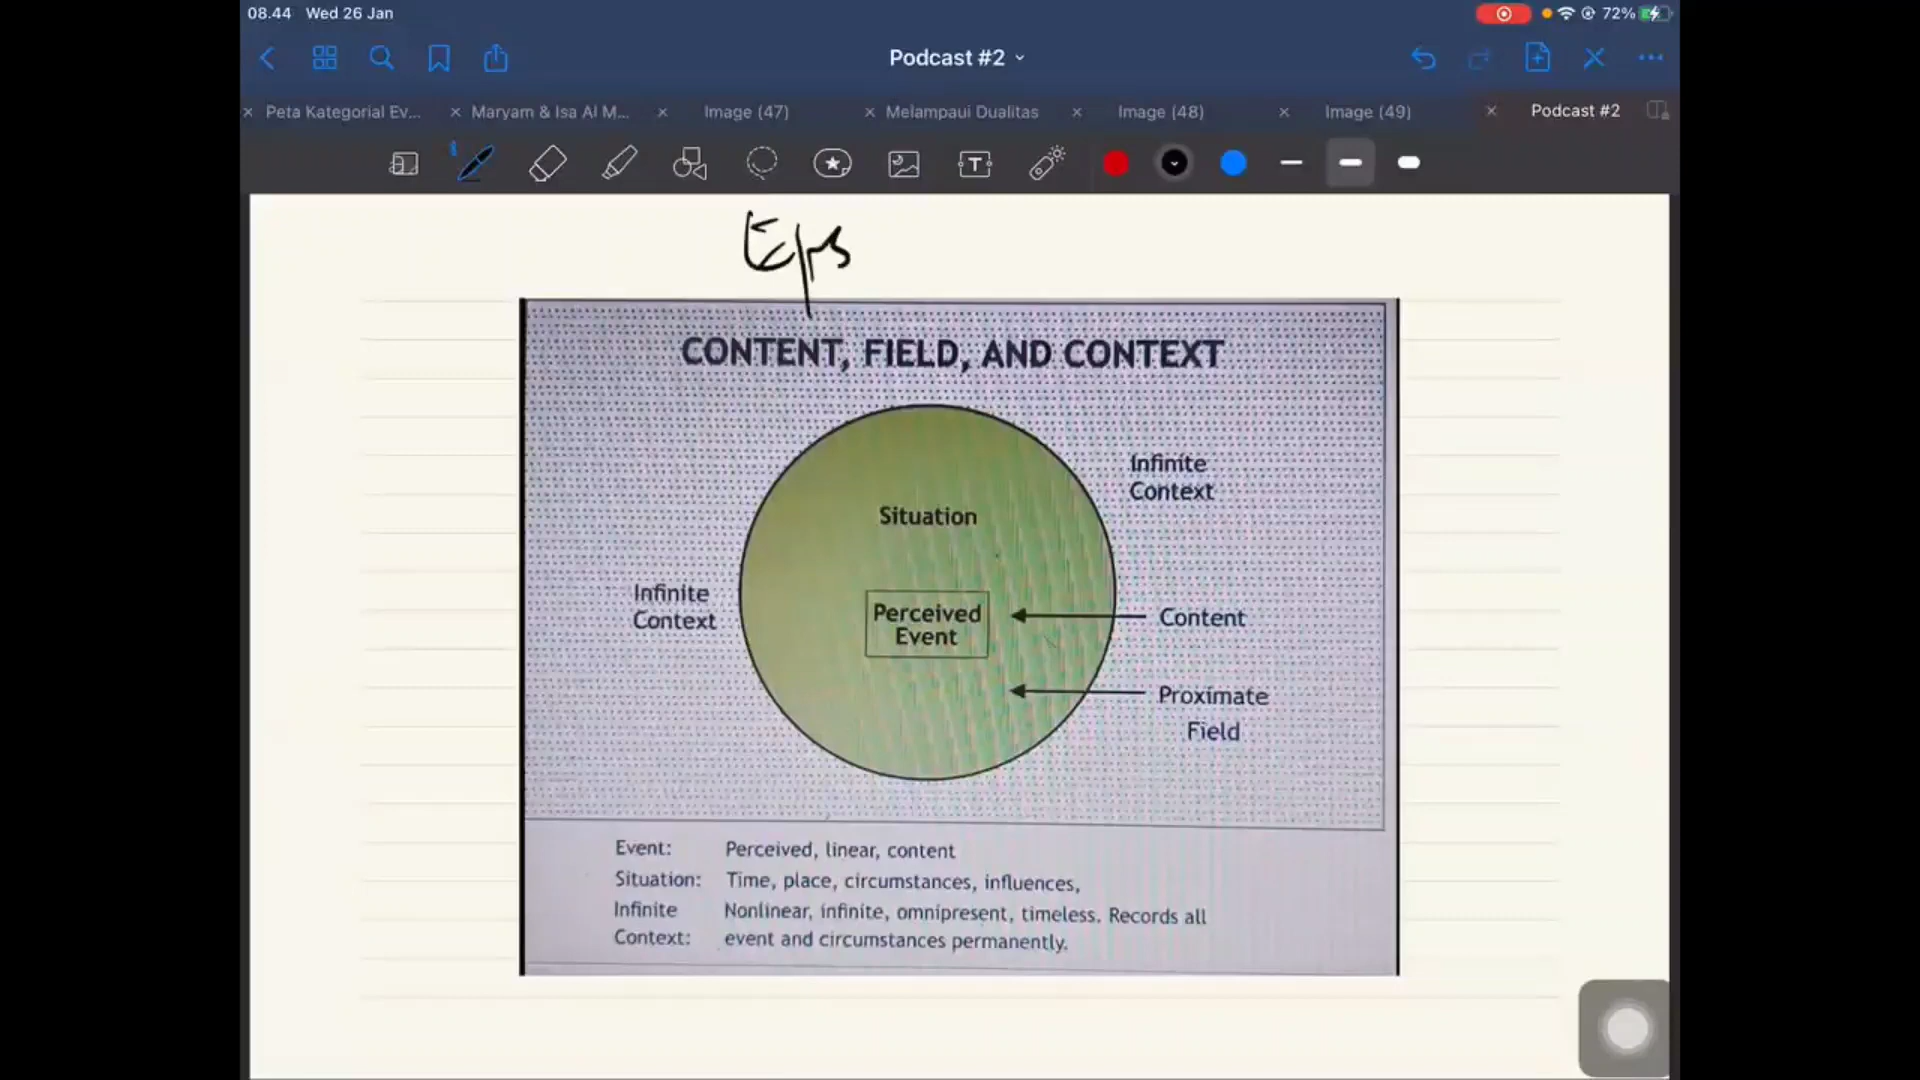 08.44 Wed 26 Jan
72%
Podcast #2
Peta Kategorial Ev...
Maryam & Isa Al M...
Image (47)
Melampaui Dualitas
Image (48)
Image (49)
Podcast #2
T
Eps
CONTENT, FIELD, AND CONTEXT
Infinite
Context
Situation
Infinite
Context
Perceived
Event
Content
Proximate
Field
Event: Perceived, linear, content
Situation: Time, place, circumstances, influences,
Infinite Nonlinear, infinite, omnipresent, timeless. Records all
Context: event and circumstances permanently.